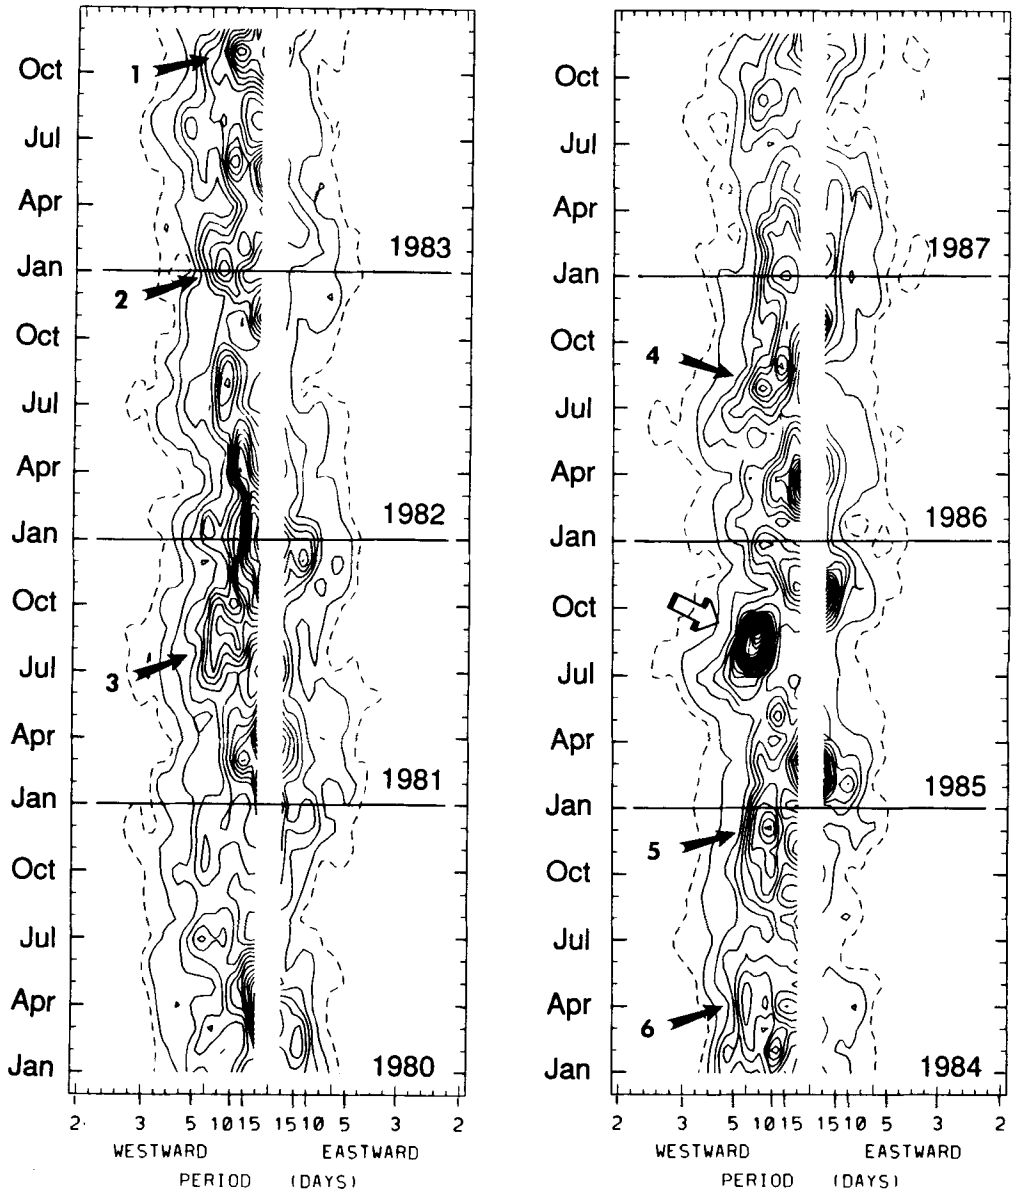 Oct
Jul
Apr
Jan
Oct
Jul
Apr
Jan
Oct
Jul
Apr
Jan
Oct
Jul
Apr
Jan
1
2
3
1983
1982
1981
1980
2 3 5 10 15 15 10 5 3 2
WESTWARD EASTWARD
PERIOD (DAYS)
Oct
Jul
Apr
Jan
Oct
Jul
Apr
Jan
Oct
Jul
Apr
Jan
Oct
Jul
Apr
Jan
4
5
6
1987
1986
1985
1984
2 3 5 10 15 15 10 5 3 2
WESTWARD EASTWARD
PERIOD (DAYS)